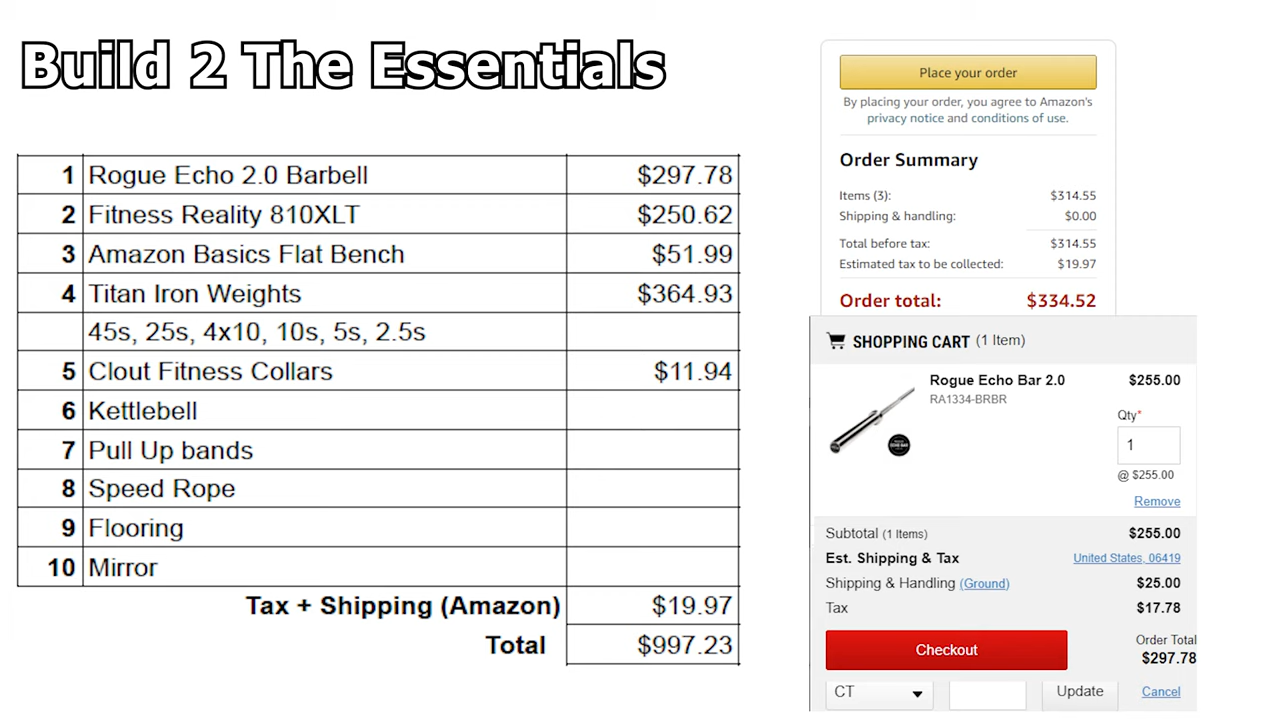 Build 2 The Essentials
1 Rogue Echo 2.0 Barbell $297.78
2 Fitness Reality 810XLT $250.62
3 Amazon Basics Flat Bench $51.99
4 Titan Iron Weights $364.93
45s, 25s, 4x10, 10s, 5s, 2.5s
5 Clout Fitness Collars $11.94
6 Kettlebell
7 Pull Up bands
8 Speed Rope
9 Flooring
10 Mirror
Tax + Shipping (Amazon) $19.97
Total $997.23
Place your order
By placing your order, you agree to Amazon's
privacy notice and conditions of use.
Order Summary
Items (3): $314.55
Shipping & handling: $0.00
Total before tax: $314.55
Estimated tax to be collected: $19.97
Order total: $334.52
SHOPPING CART (1 Item)
Rogue Echo Bar 2.0 $255.00
RA1334-BRBR
Qty*
1
@ $255.00
Remove
Subtotal (1 Items) $255.00
Est. Shipping & Tax United States, 06419
Shipping & Handling (Ground) $25.00
Tax $17.78
Checkout
Order Total
$297.78
CT Update Cancel